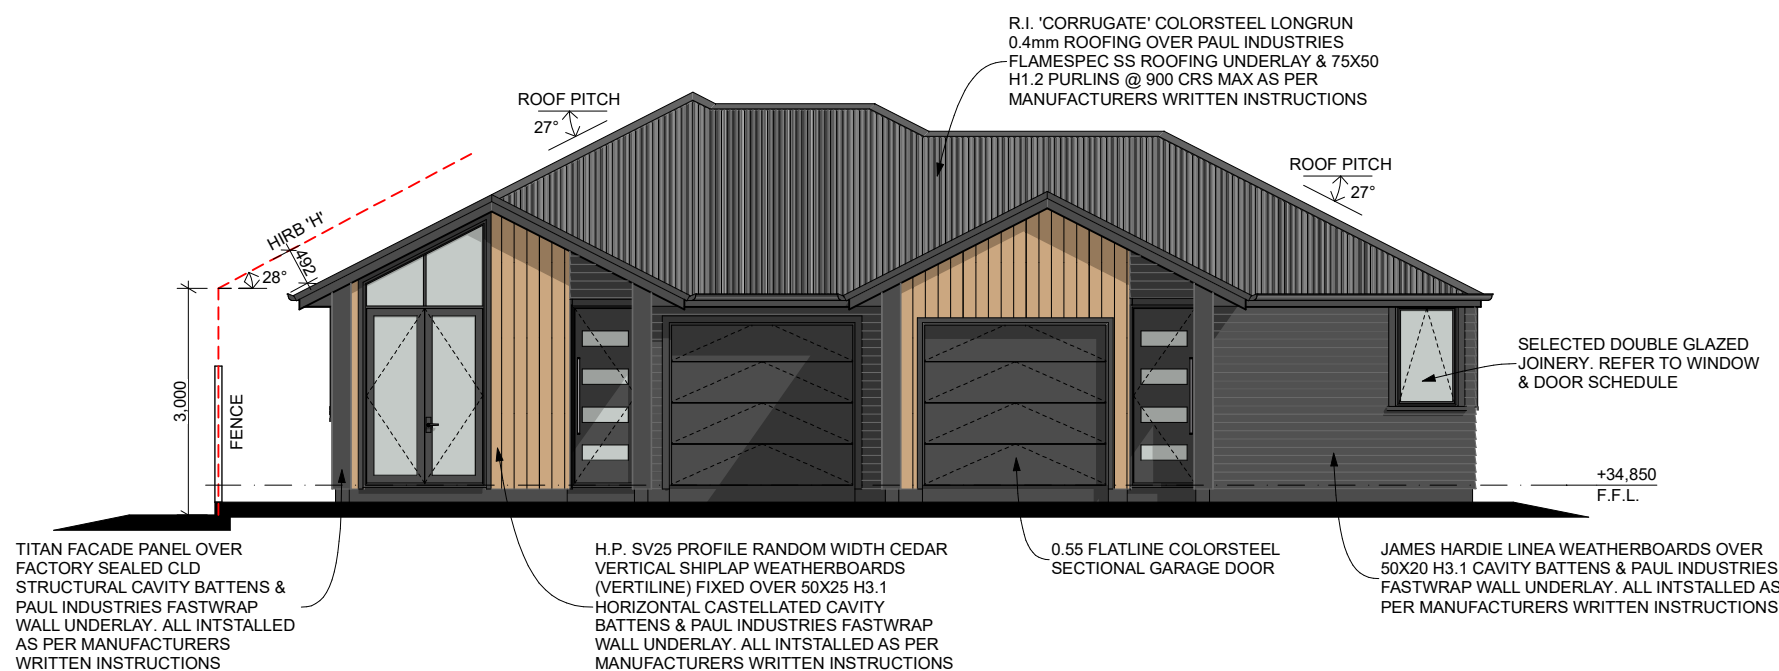 R.I. 'CORRUGATE' COLORSTEEL LONGRUN
0.4mm ROOFING OVER PAUL INDUSTRIES
FLAMESPEC SS ROOFING UNDERLAY & 75X50
H1.2 PURLINS @ 900 CRS MAX AS PER
MANUFACTURERS WRITTEN INSTRUCTIONS
ROOF PITCH
27°
ROOF PITCH
27°
HIRB 'H'
492
28°
3,000
FENCE
SELECTED DOUBLE GLAZED
JOINERY. REFER TO WINDOW
& DOOR SCHEDULE
+34,850
F.F.L.
TITAN FACADE PANEL OVER
FACTORY SEALED CLD
STRUCTURAL CAVITY BATTENS &
PAUL INDUSTRIES FASTWRAP
WALL UNDERLAY. ALL INTSTALLED
AS PER MANUFACTURERS
WRITTEN INSTRUCTIONS
H.P. SV25 PROFILE RANDOM WIDTH CEDAR
VERTICAL SHIPLAP WEATHERBOARDS
(VERTILINE) FIXED OVER 50X25 H3.1
HORIZONTAL CASTELLATED CAVITY
BATTENS & PAUL INDUSTRIES FASTWRAP
WALL UNDERLAY. ALL INTSTALLED AS PER
MANUFACTURERS WRITTEN INSTRUCTIONS
0.55 FLATLINE COLORSTEEL
SECTIONAL GARAGE DOOR
JAMES HARDIE LINEA WEATHERBOARDS OVER
50X20 H3.1 CAVITY BATTENS & PAUL INDUSTRIES
FASTWRAP WALL UNDERLAY. ALL INTSTALLED AS
PER MANUFACTURERS WRITTEN INSTRUCTIONS